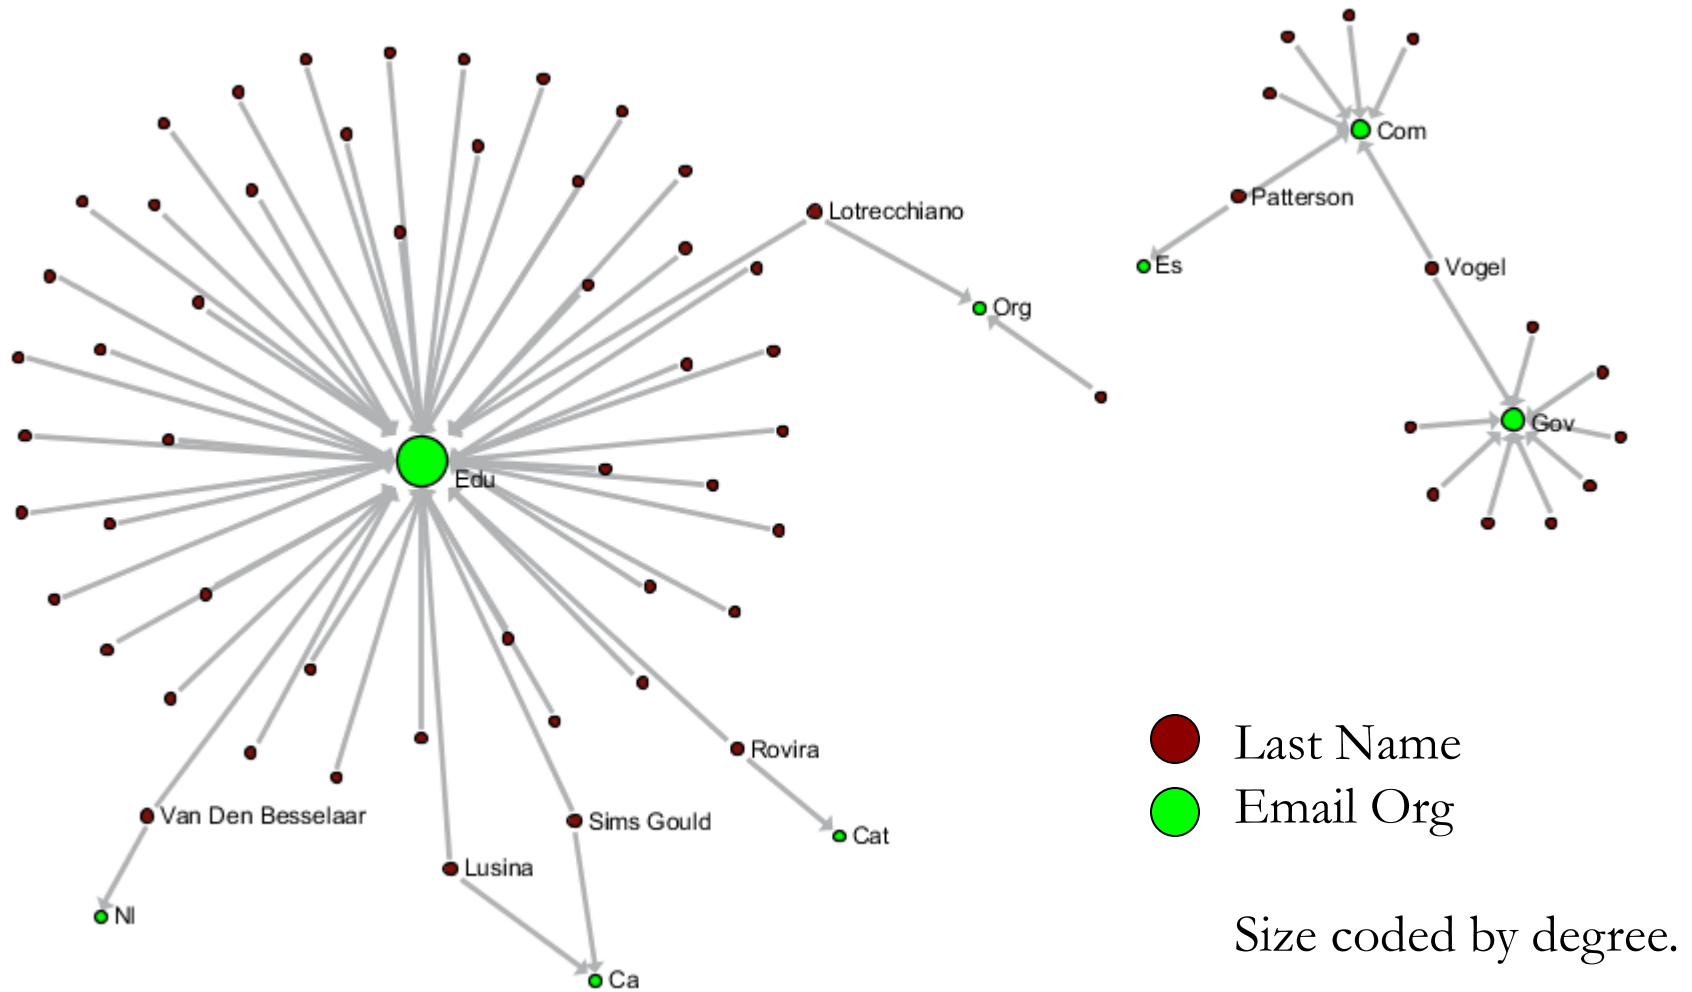 Com
Patterson
Lotrecchiano
Es
Vogel
Org
Gov
Edu
Rovira
Van Den Besselaar
Sims Gould
Cat
Lusina
Nl
Ca
Last Name
Email Org
Size coded by degree.